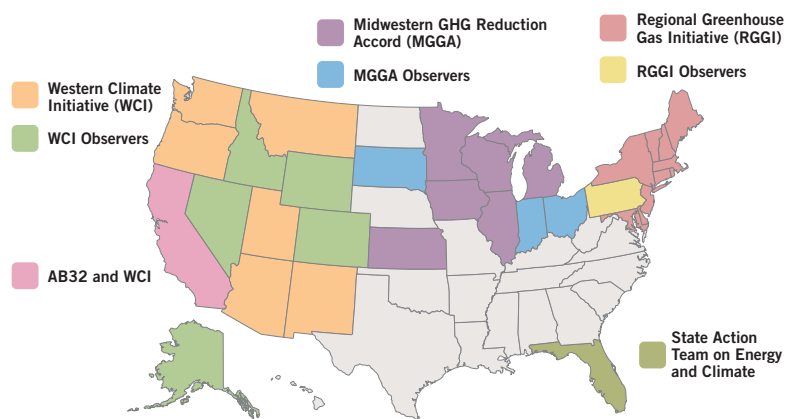 Midwestern GHG Reduction
Accord (MGGA)
MGGA Observers
Regional Greenhouse
Gas Initiative (RGGI)
RGGI Observers
Western Climate
Initiative (WCI)
WCI Observers
AB32 and WCI
State Action
Team on Energy
and Climate